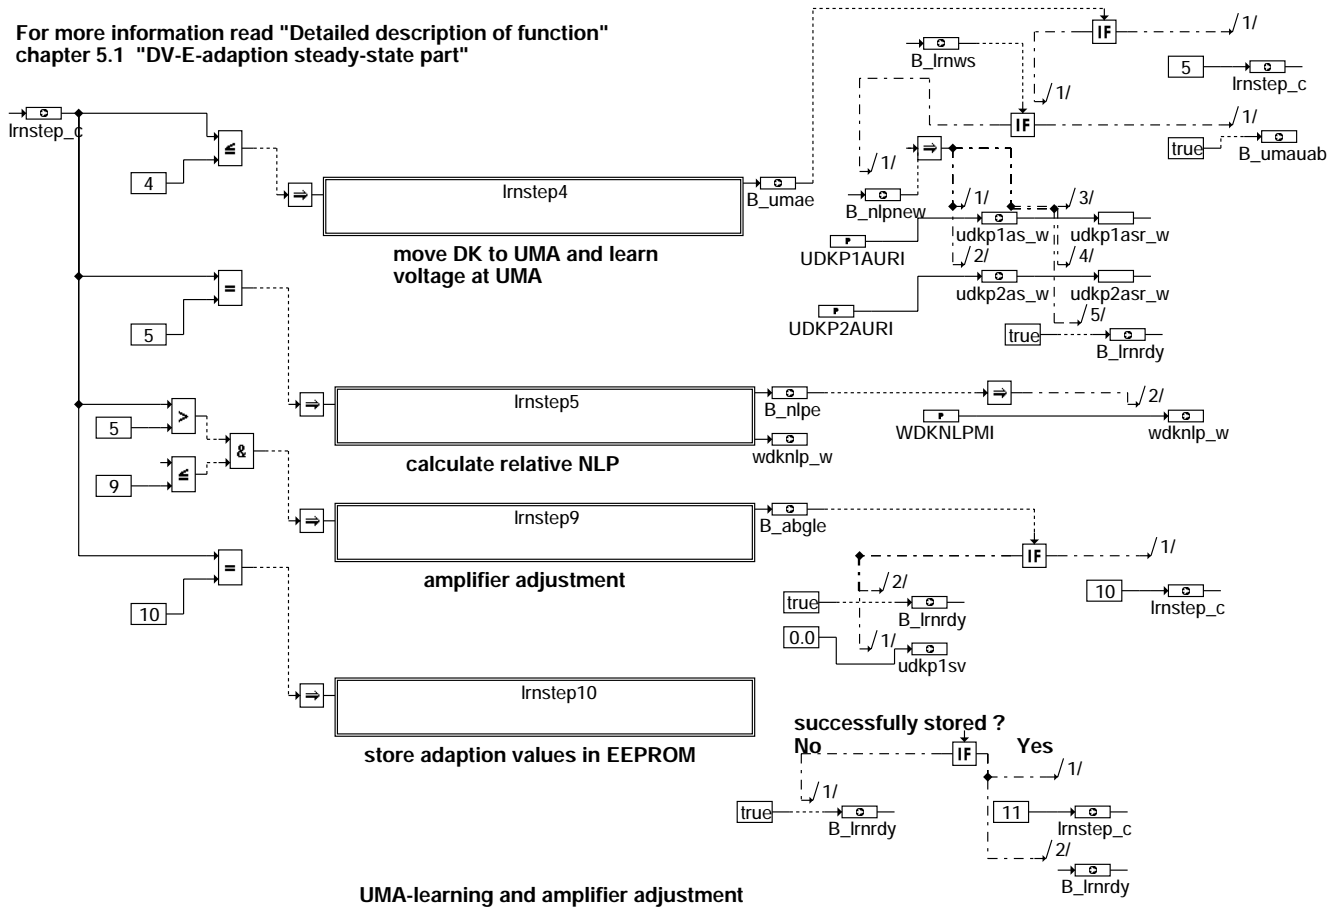 For more information read "Detailed description of function"
chapter 5.1 "DV-E-adaption steady-state part"
IF
1/
B_lrnws
5
lrnstep_c
1/
lrnstep_c
IF
1/
true
B_umauab
≤
4
⇒
lrnstep4
B_umae
1/
⇒
B_nlpnew
1/
3/
udkp1as_w
udkp1asr_w
move DK to UMA and learn
voltage at UMA
P
UDKP1AURI
2/
4/
udkp2as_w
udkp2asr_w
=
5
P
UDKP2AURI
5/
true
B_lrnrdy
⇒
lrnstep5
B_nlpe
⇒
2/
>
5
P
WDKNLPMI
wdknlp_w
wdknlp_w
&
≤
9
calculate relative NLP
⇒
lrnstep9
B_abgle
IF
1/
amplifier adjustment
=
10
2/
true
B_lrnrdy
10
lrnstep_c
0.0
1/
udkp1sv
⇒
lrnstep10
store adaption values in EEPROM
successfully stored ?
No
IF
Yes
1/
1/
true
B_lrnrdy
11
lrnstep_c
2/
B_lrnrdy
UMA-learning and amplifier adjustment